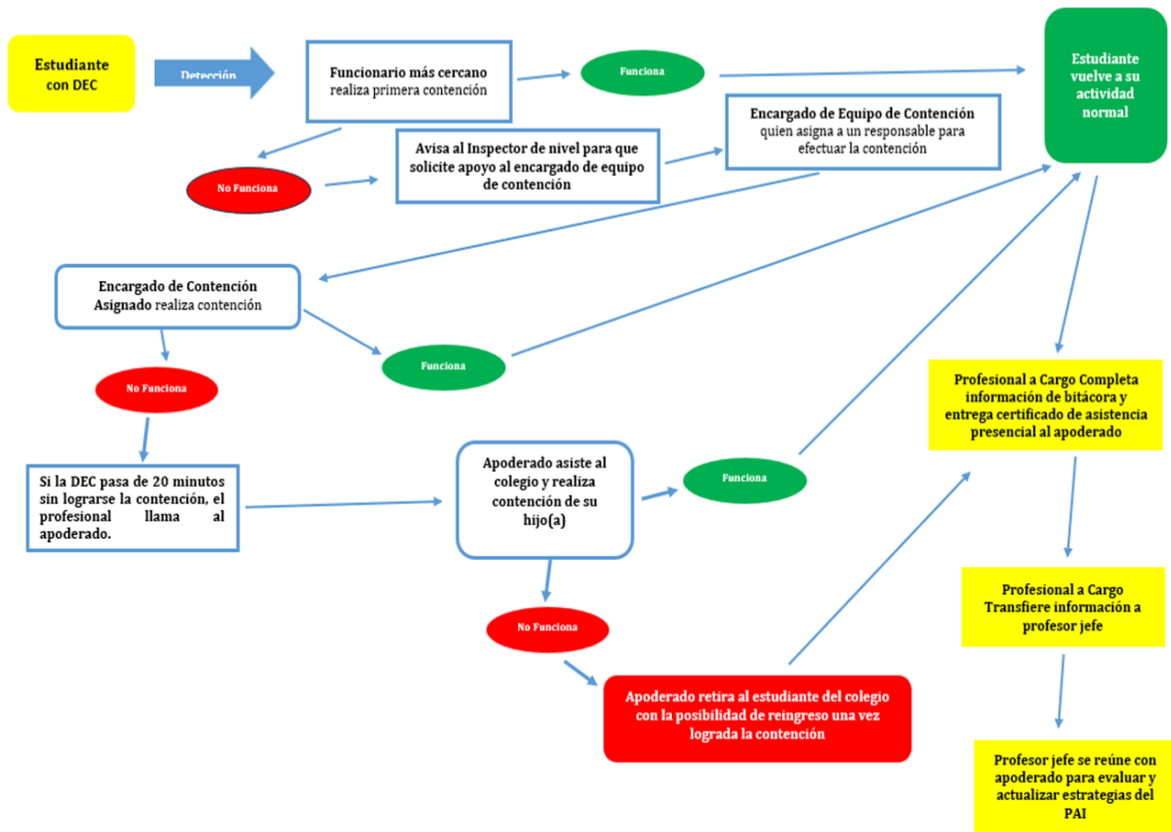 Estudiante
con DEC
Detección
Funcionario más cercano
realiza primera contención
Funciona
Estudiante
vuelve a su
actividad
normal
No Funciona
Avisa al Inspector de nivel para que
solicite apoyo al encargado de equipo
de contención
Encargado de Equipo de Contención
quien asigna a un responsable para
efectuar la contención
Encargado de Contención
Asignado realiza contención
Funciona
No Funciona
Si la DEC pasa de 20 minutos
sin lograrse la contención, el
profesional llama al
apoderado.
Apoderado asiste al
colegio y realiza
contención de su
hijo(a)
Funciona
No Funciona
Apoderado retira al estudiante del colegio
con la posibilidad de reingreso una vez
lograda la contención
Profesional a Cargo Completa
información de bitácora y
entrega certificado de asistencia
presencial al apoderado
Profesional a Cargo
Transfiere información a
profesor jefe
Profesor jefe se reúne con
apoderado para evaluar y
actualizar estrategias del
PAI